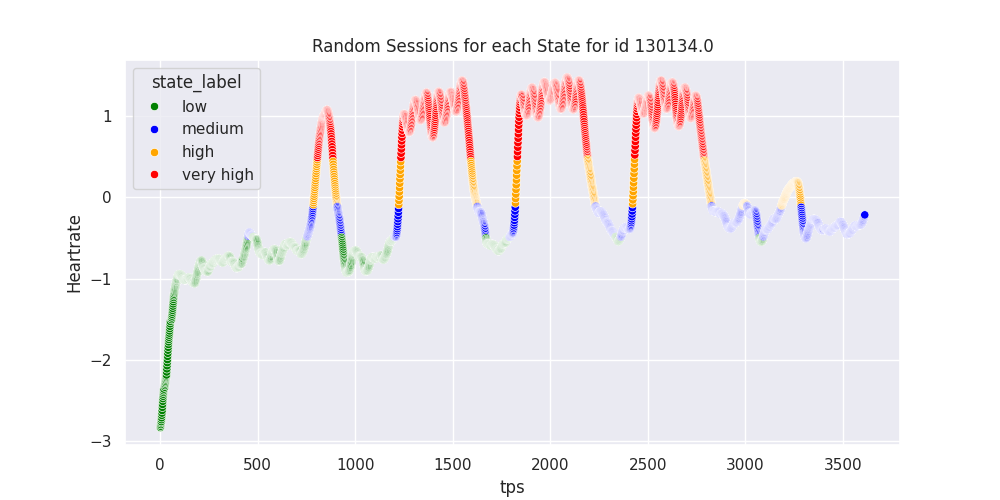 Random Sessions for each State for id 130134.0
state_label
low
medium
high
very high
Heartrate
1
0
−1
−2
−3
0 500 1000 1500 2000 2500 3000 3500
tps